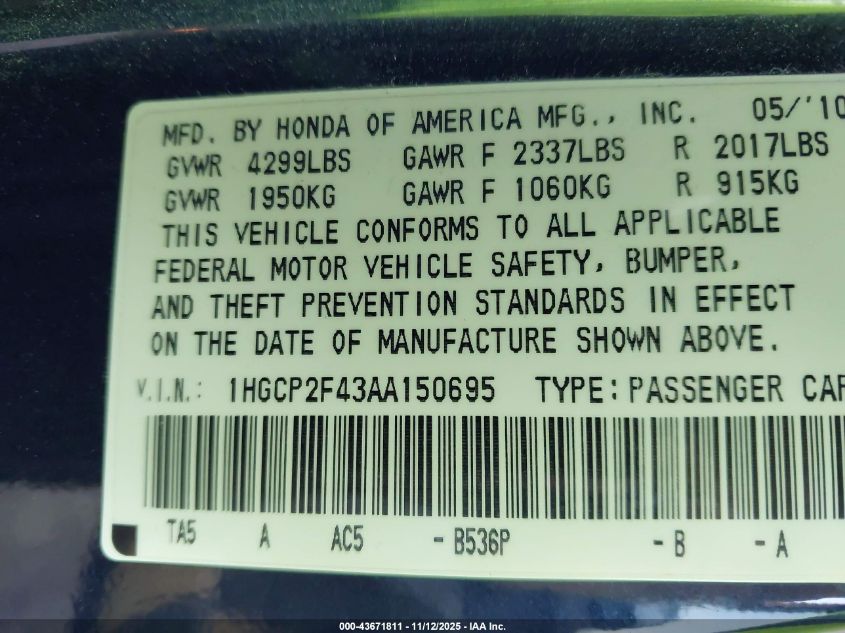 MFD. BY HONDA OF AMERICA MFG., INC. 05/'10
GVWR 4299LBS GAWR F 2337LBS R 2017LBS
GVWR 1950KG GAWR F 1060KG R 915KG
THIS VEHICLE CONFORMS TO ALL APPLICABLE
FEDERAL MOTOR VEHICLE SAFETY, BUMPER,
AND THEFT PREVENTION STANDARDS IN EFFECT
ON THE DATE OF MANUFACTURE SHOWN ABOVE.
V.I.N.: 1HGCP2F43AA150695 TYPE: PASSENGER CAR
TA5 A AC5 - B536P - B - A
000-43671811 - 11/12/2025 - IAA Inc.